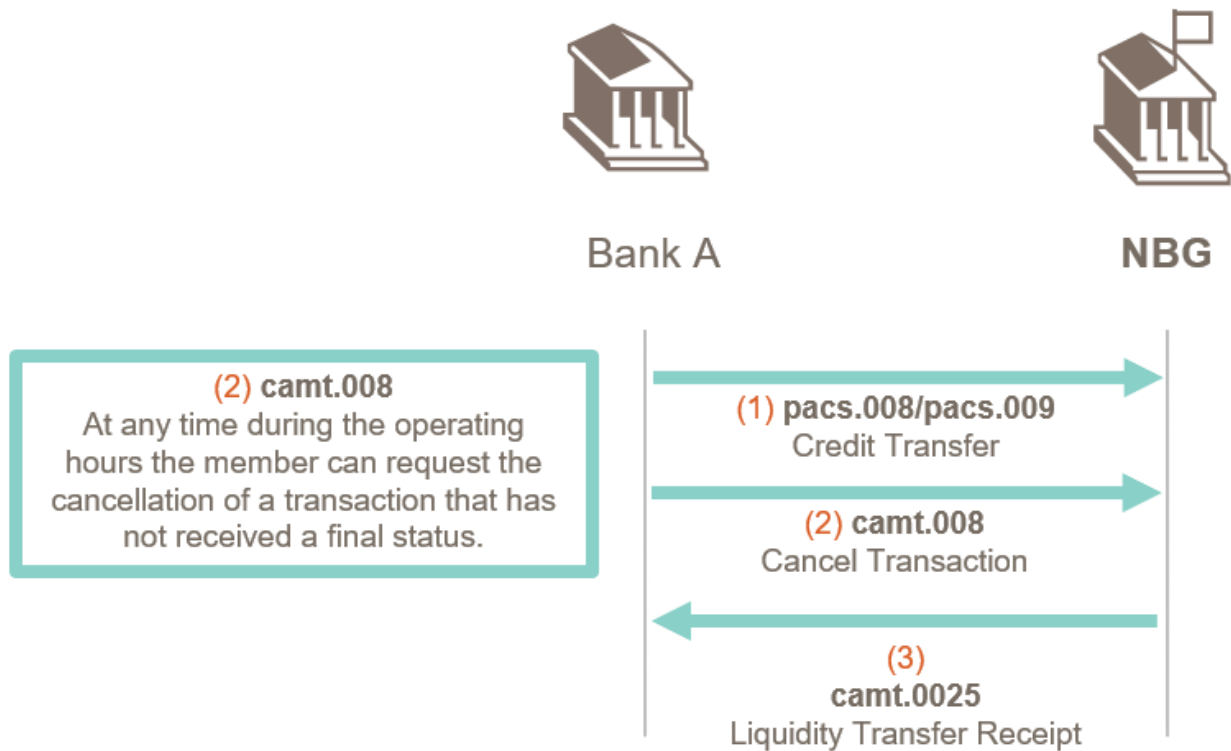 Bank A
NBG
(2) camt.008
At any time during the operating
hours the member can request the
cancellation of a transaction that has
not received a final status.
(1) pacs.008/pacs.009
Credit Transfer
(2) camt.008
Cancel Transaction
(3)
camt.0025
Liquidity Transfer Receipt